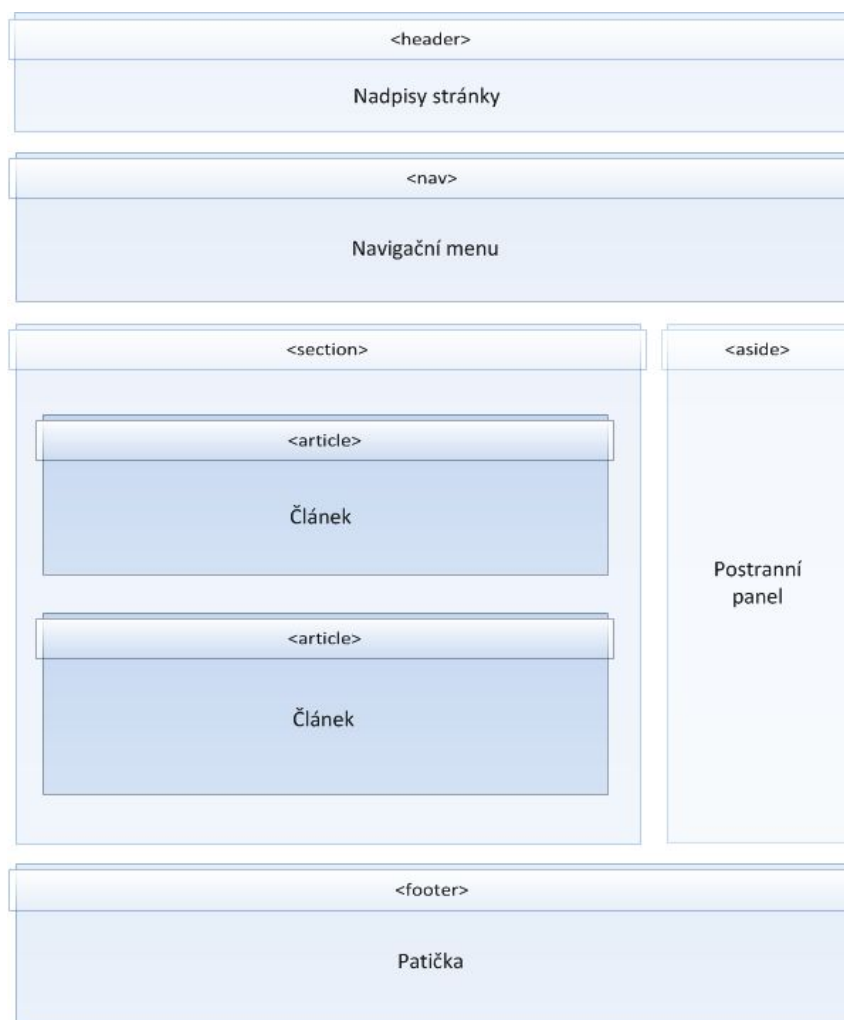 <header>
Nadpisy stránky
<nav>
Navigační menu
<section>
<article>
Článek
<article>
Článek
<aside>
Postranní
panel
<footer>
Patička